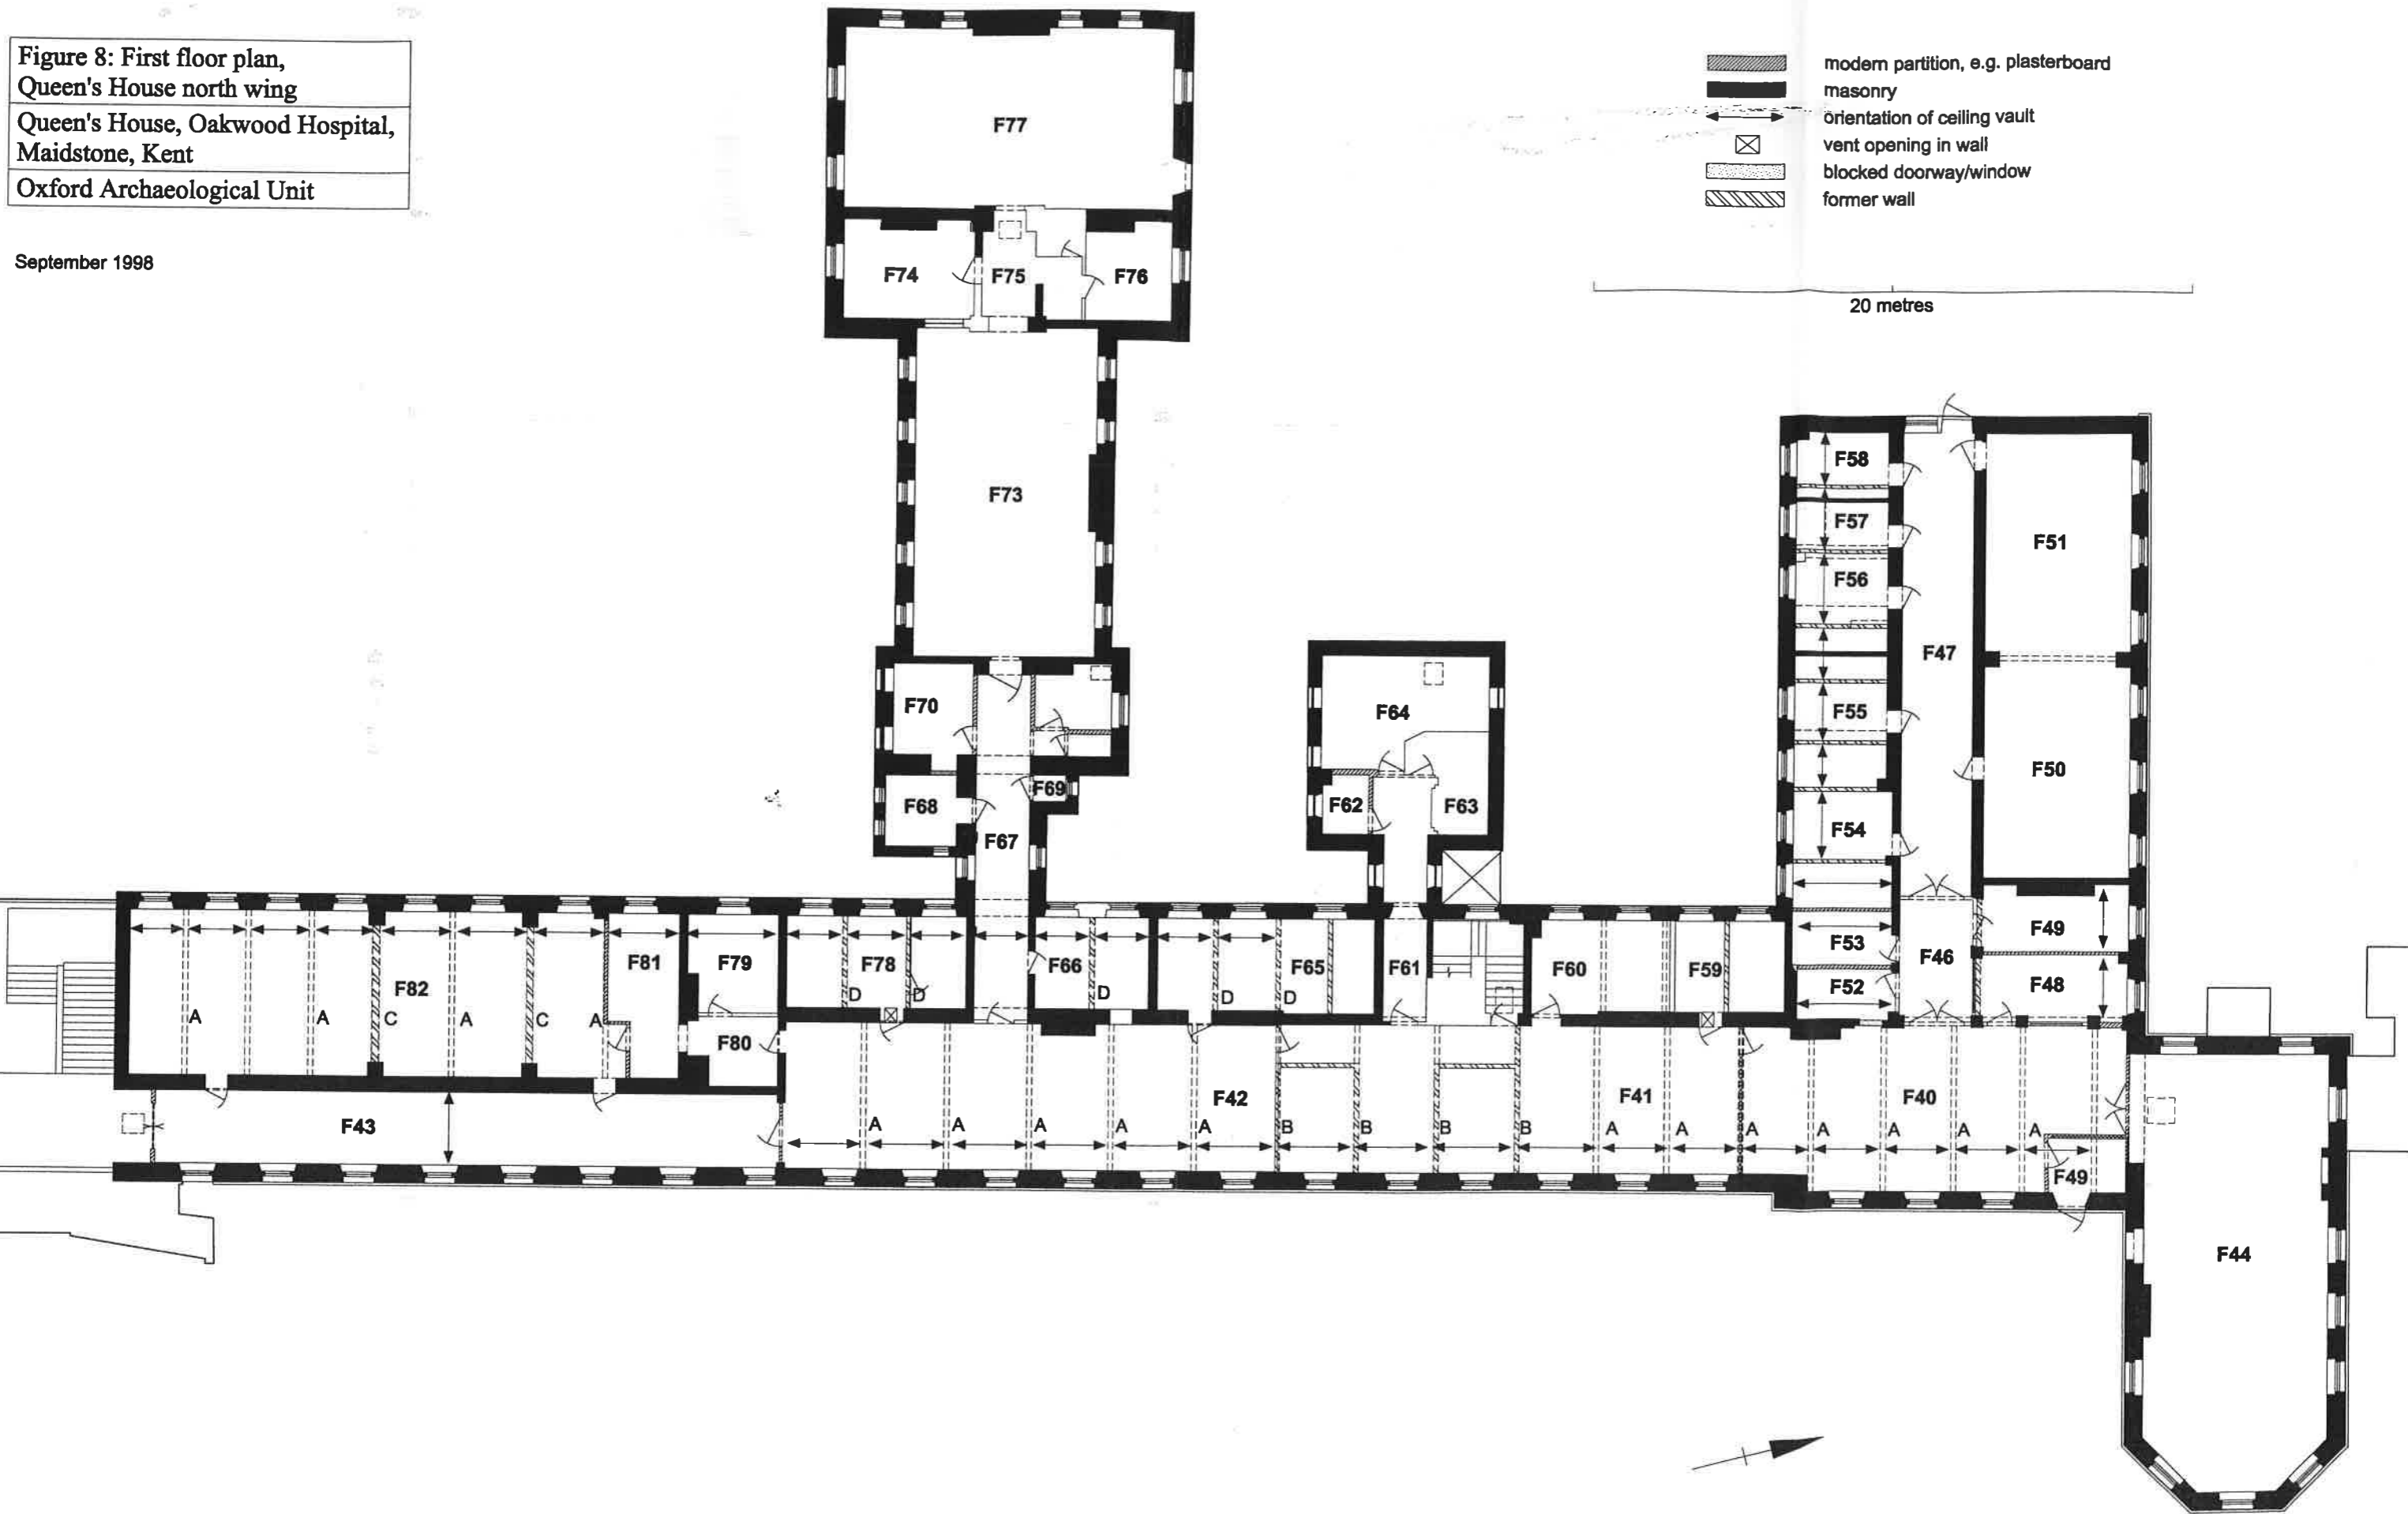 Figure 8: First floor plan,
Queen's House north wing
Queen's House, Oakwood Hospital,
Maidstone, Kent
Oxford Archaeological Unit
September 1998
modern partition, e.g. plasterboard
masonry
orientation of ceiling vault
vent opening in wall
blocked doorway/window
former wall
20 metres
F77
F74
F75
F76
F73
F70
F68
F69
F67
F64
F62
F63
F58
F57
F56
F47
F51
F55
F50
F54
F53
F46
F49
F52
F48
F82
F81
F79
F80
F78
F66
F65
F61
F60
F59
D
D
D
D
D
A
A
C
A
C
A
F43
F42
F41
F40
A
A
A
A
A
B
B
B
B
A
A
A
A
A
A
A
F49
F44